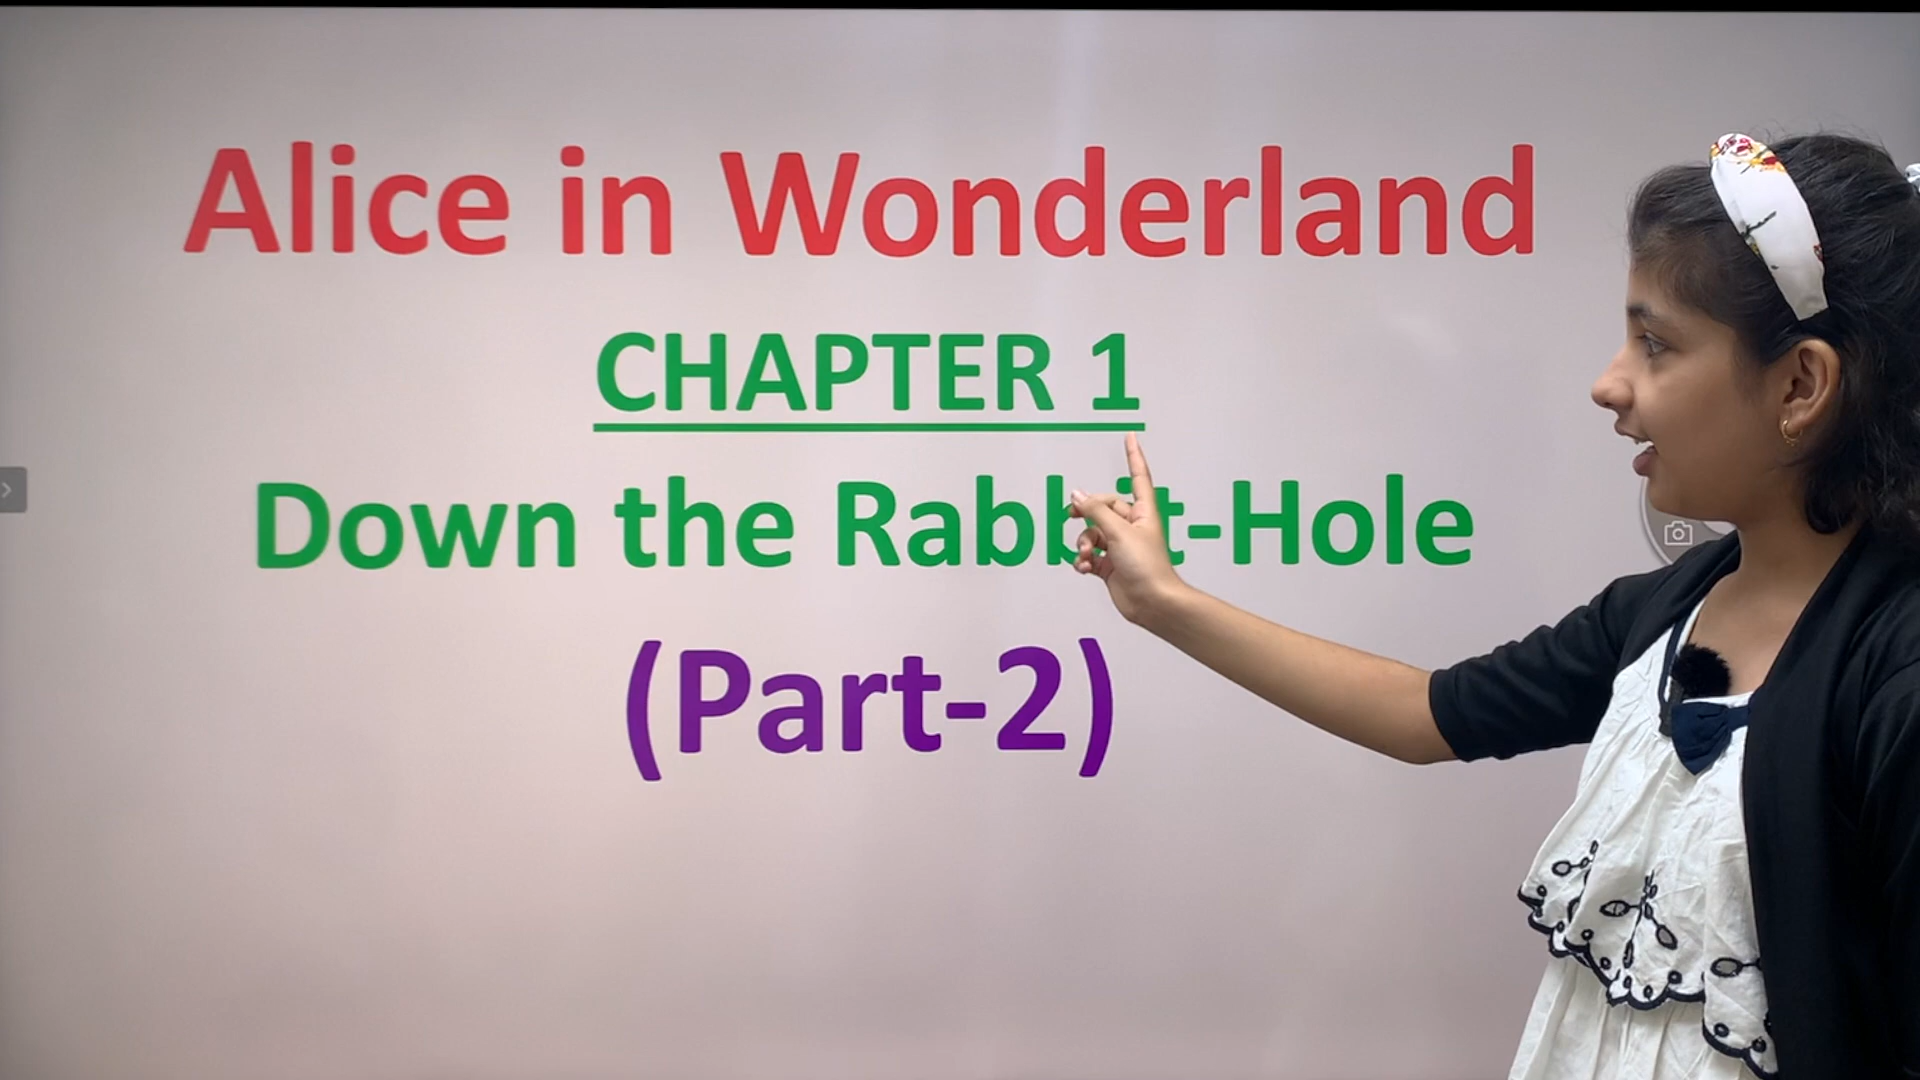 Alice in Wonderland
CHAPTER 1
Down the Rabbit-Hole
(Part-2)